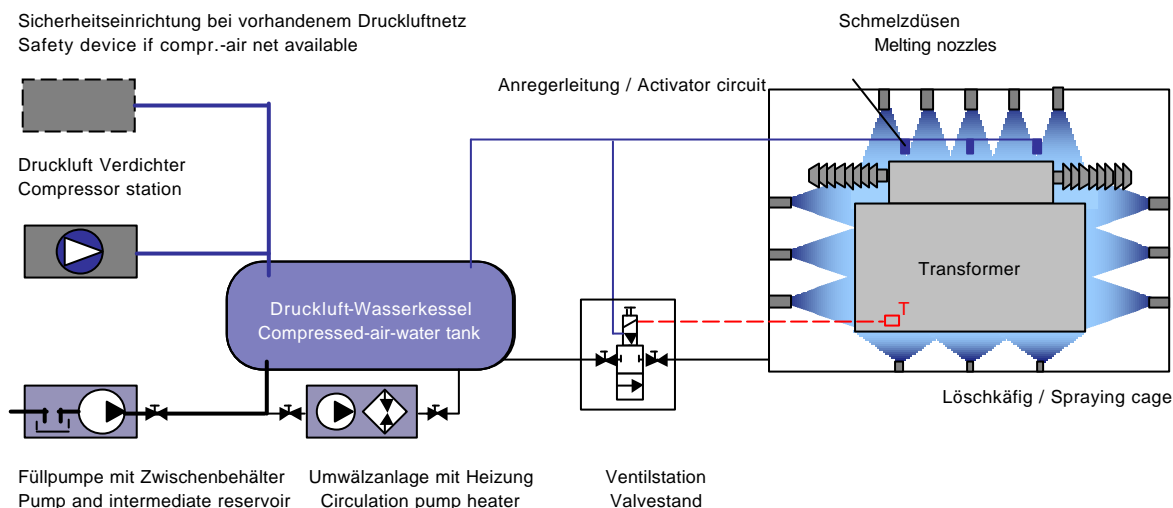 Sicherheitseinrichtung bei vorhandenem Druckluftnetz
Safety device if compr.-air net available
Schmelzdüsen
Melting nozzles
Anregerleitung / Activator circuit
Druckluft Verdichter
Compressor station
Transformer
Druckluft-Wasserkessel
Compressed-air-water tank
T
Löschkäfig / Spraying cage
Füllpumpe mit Zwischenbehälter
Pump and intermediate reservoir
Umwälzanlage mit Heizung
Circulation pump heater
Ventilstation
Valvestand